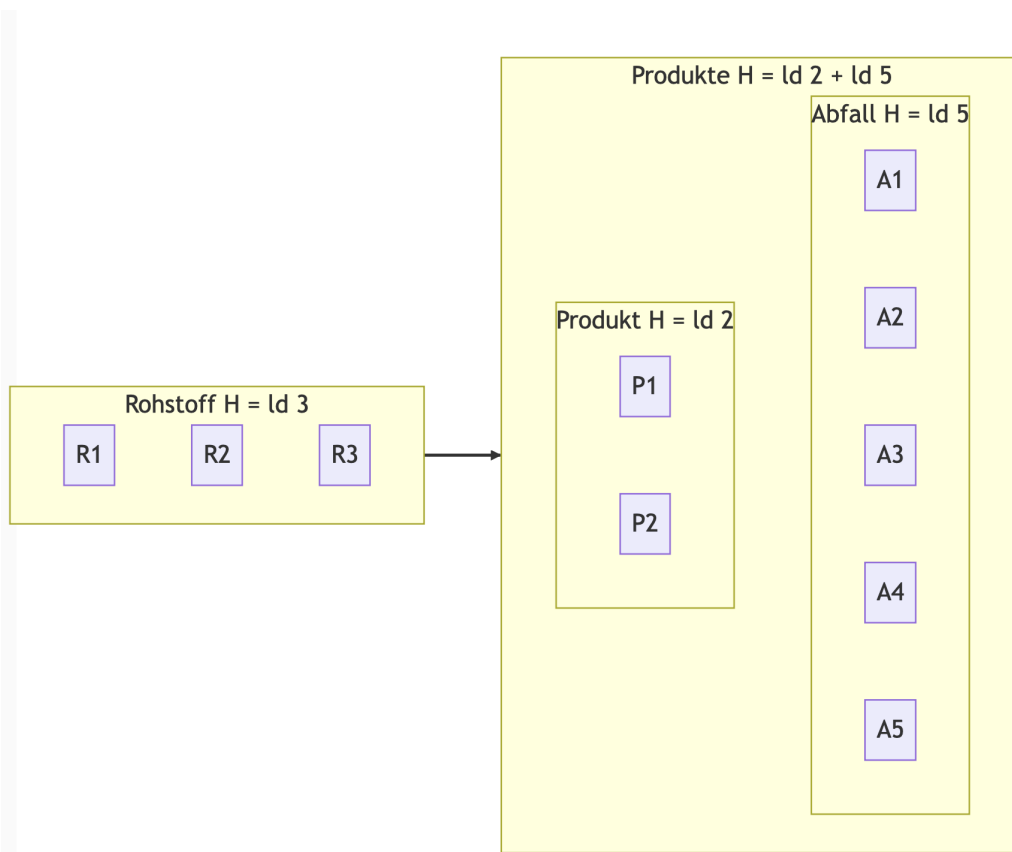 Produkte H = ld 2 + ld 5
Abfall H = ld 5
A1
A2
A3
A4
A5
Produkt H = ld 2
P1
P2
Rohstoff H = ld 3
R1 R2 R3